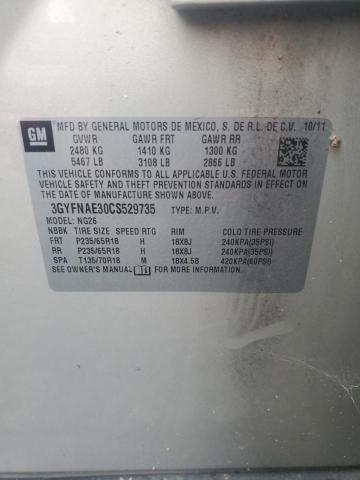 GM
MFD BY GENERAL MOTORS DE MEXICO, S. DE R.L. DE C.V. 10/11
GVWR GAWR FRT GAWR RR
2480 KG 1410 KG 1300 KG
5467 LB 3108 LB 2866 LB
THIS VEHICLE CONFORMS TO ALL APPLICABLE U.S. FEDERAL MOTOR
VEHICLE SAFETY, BUMPER, AND THEFT PREVENTION STANDARDS IN EFFECT ON
THE DATE OF MANUFACTURE SHOWN ABOVE.
3GYFNAE30CS529735 TYPE: M.P.V.
NBBK MODEL: NG26
TIRE SIZE SPEED RTG RIM COLD TIRE PRESSURE
FRT P235/65R18 H 18X8J 240KPA(35PSI)
RR P235/65R18 H 18X8J 240KPA(35PSI)
SPA T135/70R18 M 18X4.5B 420KPA(60PSI)
SEE OWNER'S MANUAL FOR ADDITIONAL INFORMATION.